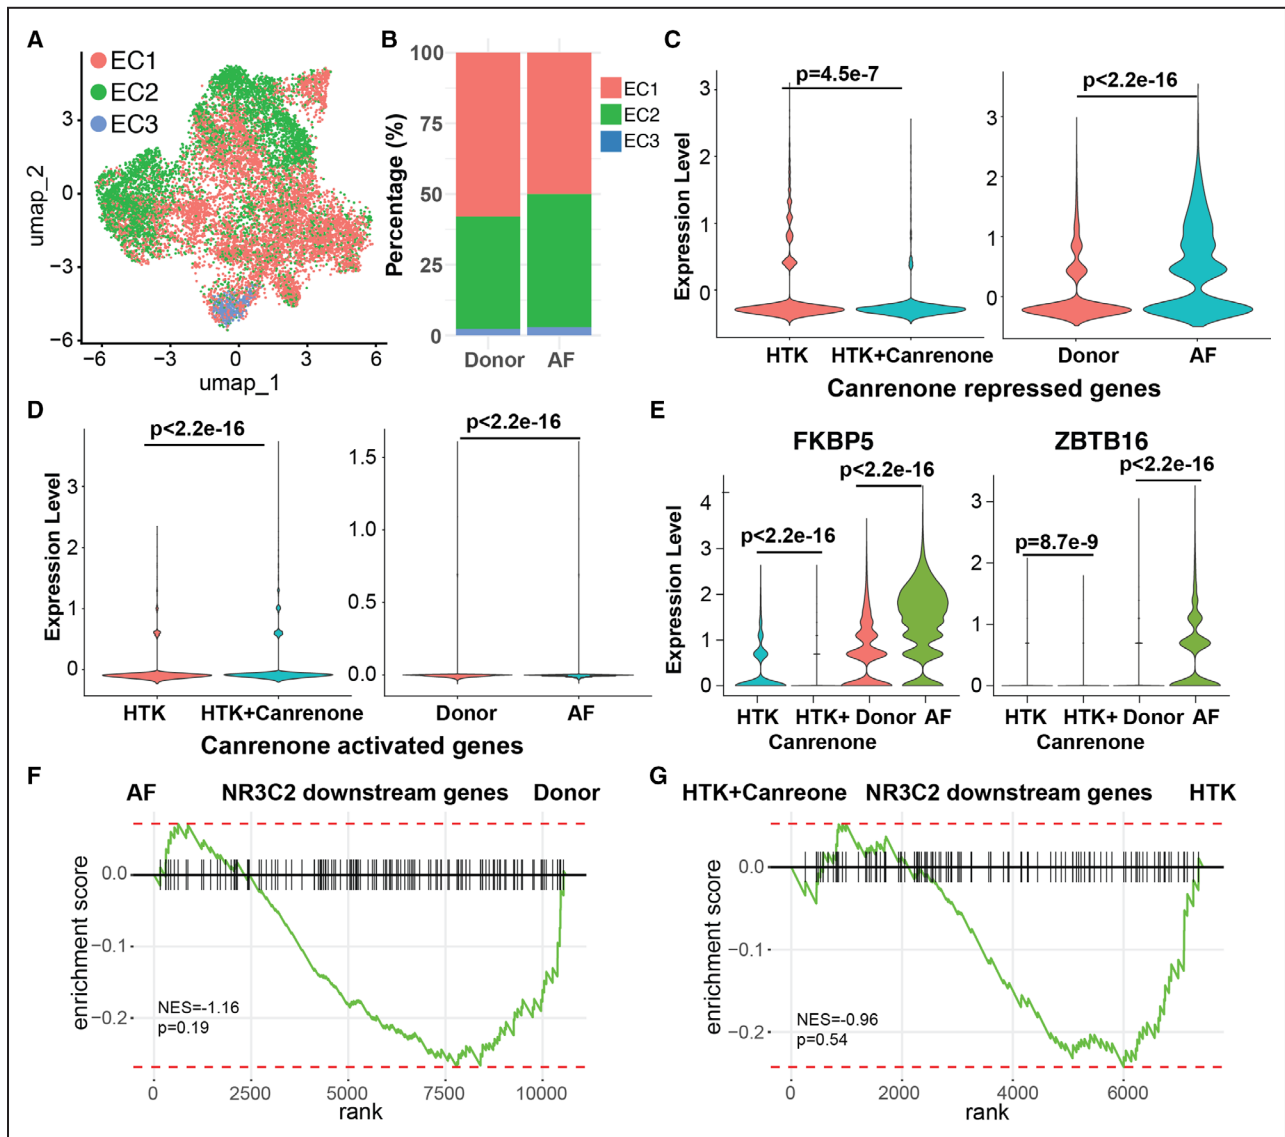 A
EC1
EC2
EC3
umap_2
3
0
−3
−6
−6 −3 0 3 6
umap_1
B
Percentage (%)
100
75
50
25
0
EC1
EC2
EC3
Donor AF
C
Expression Level
3
2
1
0
p=4.5e-7
HTK HTK+Canrenone
3
2
1
0
p<2.2e-16
Donor AF
Canrenone repressed genes
D
Expression Level
3
2
1
0
p<2.2e-16
HTK HTK+Canrenone
1.5
1.0
0.5
0.0
p<2.2e-16
Donor AF
Canrenone activated genes
E
FKBP5
Expression Level
4
3
2
1
0
p<2.2e-16
p<2.2e-16
HTK HTK+ Donor AF
Canrenone
ZBTB16
3
2
1
0
p<2.2e-16
p=8.7e-9
HTK HTK+ Donor AF
Canrenone
F
AF NR3C2 downstream genes Donor
enrichment score
0.0
−0.1
−0.2
NES=-1.16
p=0.19
0 2500 5000 7500 10000
rank
G
HTK+Canreone NR3C2 downstream genes HTK
enrichment score
0.0
−0.1
−0.2
NES=-0.96
p=0.54
0 2000 4000 6000
rank